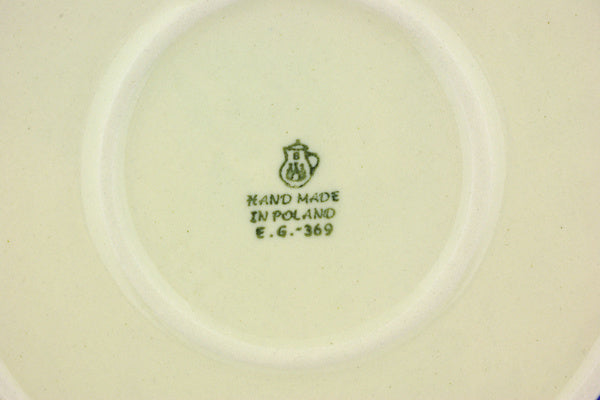 B
HAND MADE
IN POLAND
E.G.-369